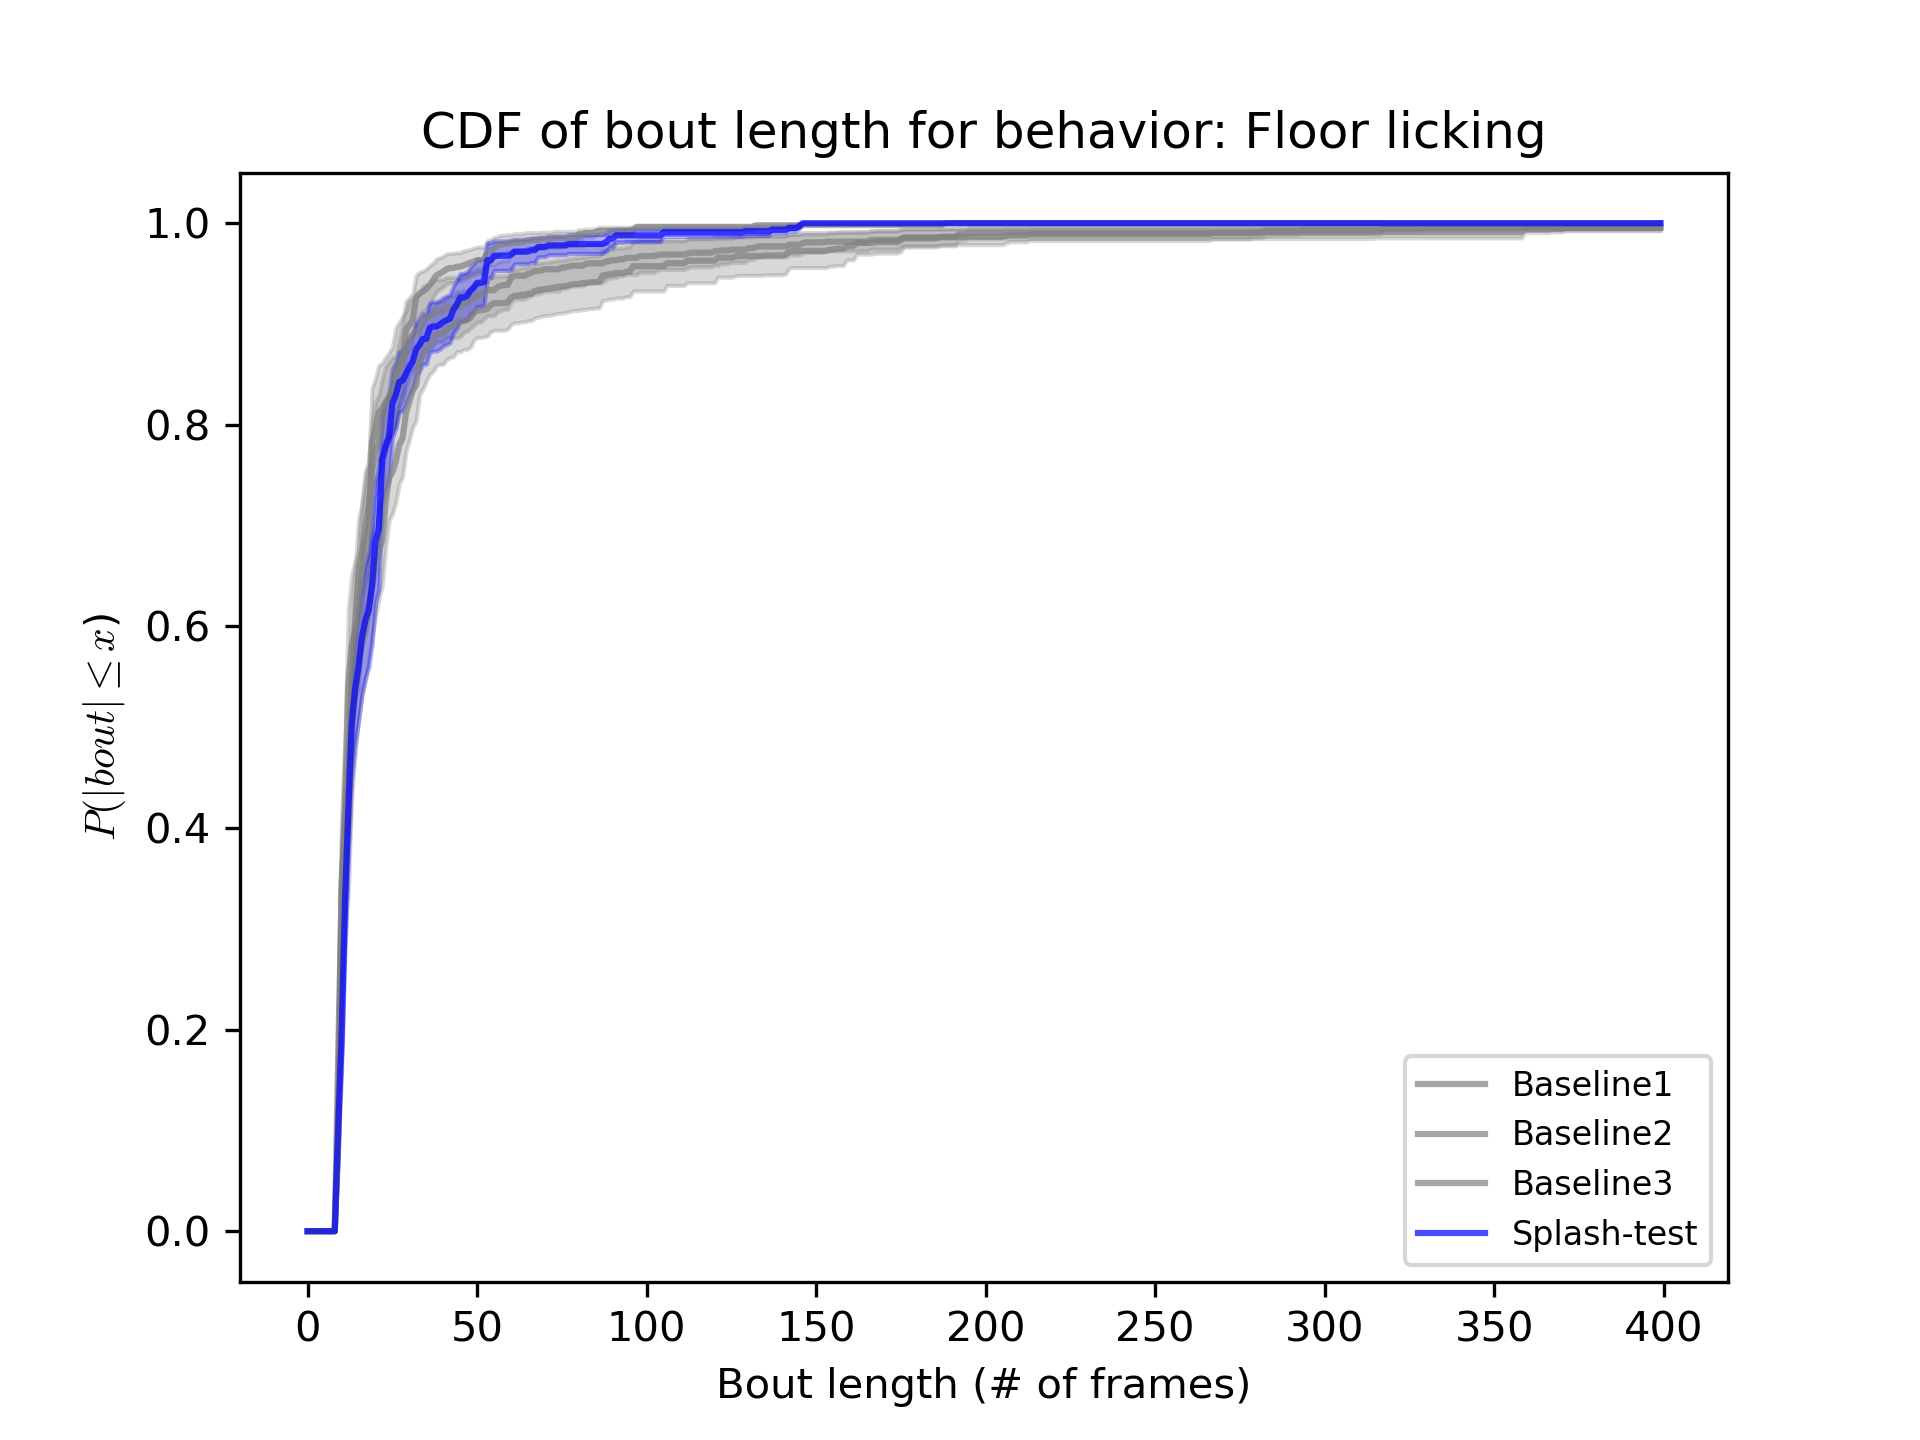 CDF of bout length for behavior: Floor licking
P(|bout| ≤ x)
1.0
0.8
0.6
0.4
0.2
0.0
0 50 100 150 200 250 300 350 400
Bout length (# of frames)
Baseline1
Baseline2
Baseline3
Splash-test